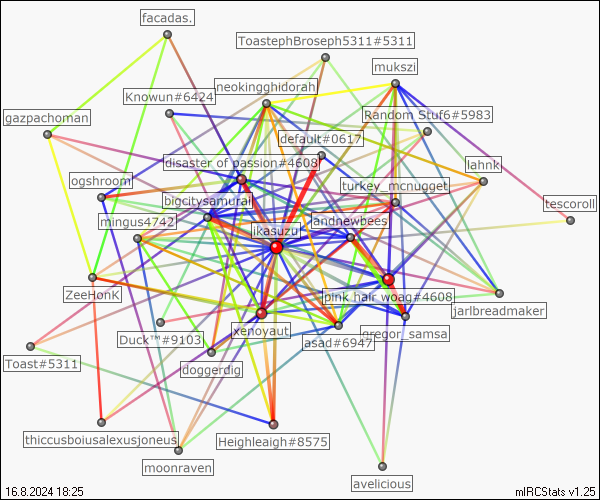 facadas.
ToastephBroseph5311#5311
mukszi
neokingghidorah
Knowun#6424
Random Stuf6#5983
gazpachoman
default#0617
disaster of passion#4608
lahnk
ogshroom
turkey_mcnugget
bigcitysamurai
tescoroll
mingus4742
landnewbees
ikasuzu
ZeeHonK
pink hair woag#4608
jarlbreadmaker
Duck™#9103
xenoyaut
gregor_samsa
asad#6947
Toast#5311
doggerdig
thiccusboiusalexusjoneus
Heighleaigh#8575
moonraven
avelicious
16.8.2024 18:25
mIRCStats v1.25